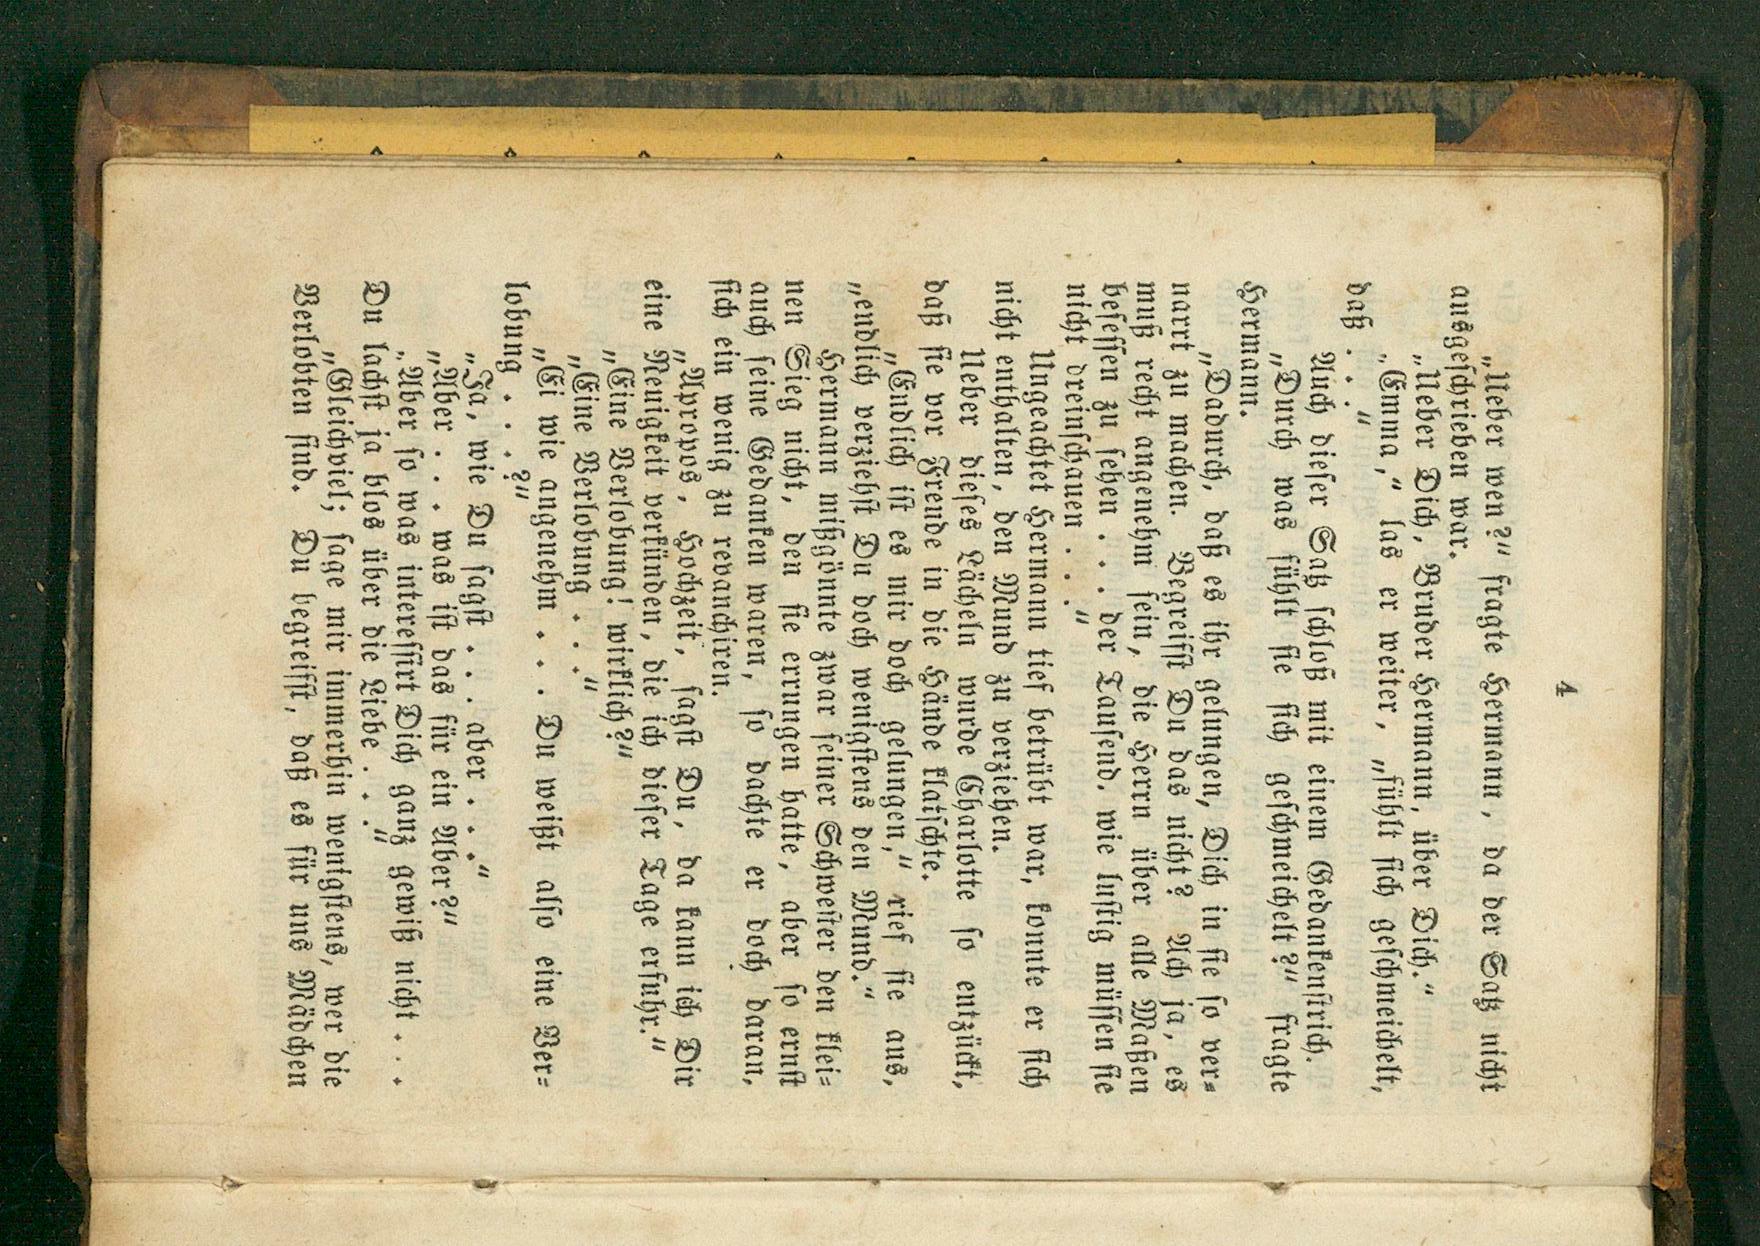 4
„Ueber wen?“ fragte Hermann, da der Satz nicht
ausgeschrieben war.
„Ueber Dich, Bruder Hermann, über Dich.“
„Emma,“ las er weiter, „fühlt sich geschmeichelt,
daß . . .“
Auch dieser Satz schloß mit einem Gedankenstrich.
„Durch was fühlt sie sich geschmeichelt?“ fragte
Hermann.
„Dadurch, daß es ihr gelungen, Dich in sie so ver=
narrt zu machen. Begreifst Du das nicht? Ach ja, es
muß recht angenehm sein, die Herrn über alle Maßen
besessen zu sehen . . . der Tausend. wie lustig müssen sie
nicht dreinschauen . . .“
Ungeachtet Hermann tief betrübt war, konnte er sich
nicht enthalten, den Mund zu verziehen.
Ueber dieses Lächeln wurde Charlotte so entzückt,
daß sie vor Freude in die Hände klatschte.
„Endlich ist es mir doch gelungen,“ rief sie aus,
„endlich verziehst Du doch wenigstens den Mund.“
Hermann mißgönnte zwar seiner Schwester den klei=
nen Sieg nicht, den sie errungen hatte, aber so ernst
auch seine Gedanken waren, so dachte er doch daran,
sich ein wenig zu revanchiren.
„Apropos, Hochzeit, sagst Du, da kann ich Dir
eine Neuigkeit verkünden, die ich dieser Tage erfuhr.“
„Eine Verlobung! wirklich?“
„Eine Verlobung . . .“
„Ei wie angenehm . . . Du weißt also eine Ver=
lobung . . . ?“
„Ja, wie Du sagst . . . aber . . .“
„Aber . . . was ist das für ein Aber?“
„Aber so was interessirt Dich ganz gewiß nicht . . .
Du lachst ja blos über die Liebe . . .“
„Gleichviel; sage mir immerhin wenigstens, wer die
Verlobten sind. Du begreifst, daß es für uns Mädchen